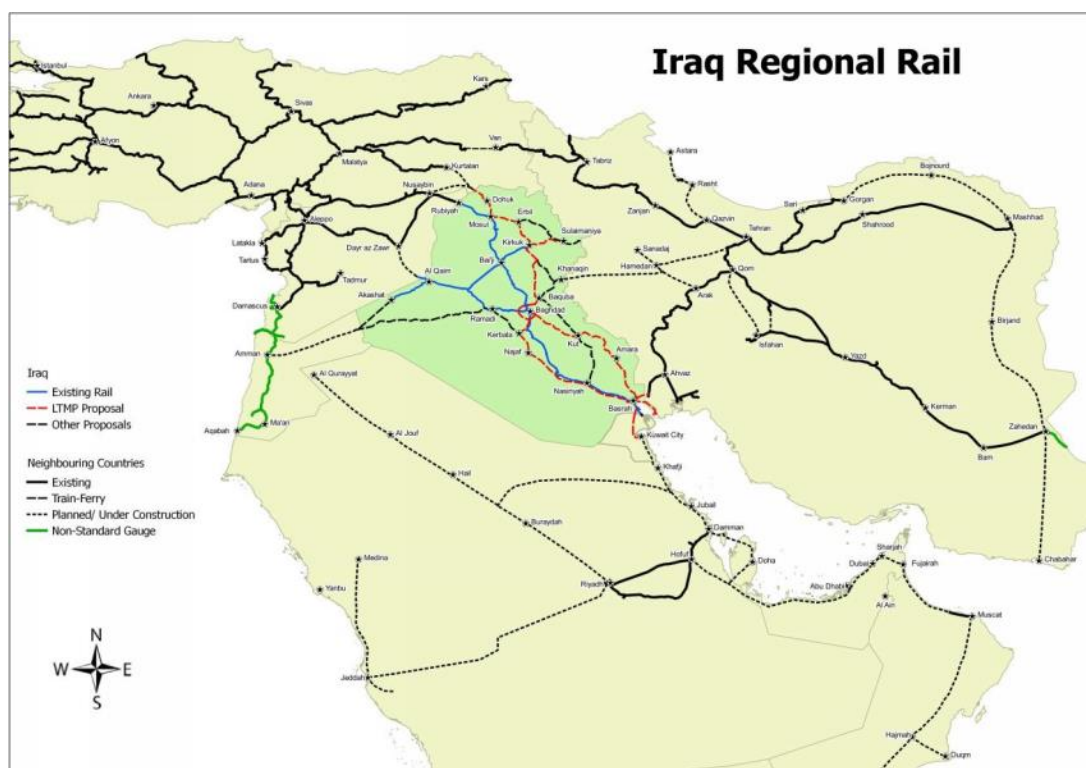 Iraq Regional Rail
Istanbul
Ankara
Sivas
Kars
Afyon
Malatya
Van
Adana
Kurtalan
Nusaybin
Tabriz
Astara
Rasht
Bojnourd
Sari
Gorgan
Mashhad
Zanjan
Qazvin
Tehran
Shahrood
Dohuk
Rubiyah
Mosul
Erbil
Aleppo
Latakia
Tartus
Dayr az Zawr
Kirkuk
Sulaimaniya
Sanadaj
Hamedan
Qom
Baiji
Khanaqin
Tadmur
Al Qaim
Akashat
Baquba
Arak
Damascus
Ramadi
Baghdad
Birjand
Kerbala
Kut
Isfahan
Amman
Najaf
Amara
Yazd
Al Qurayyat
Nasiriyah
Ahvaz
Basrah
Kerman
Ma'an
Aqabah
Al Jouf
Kuwait City
Zahedan
Bam
Khafji
Hail
Jubail
Buraydah
Damman
Hofuf
Doha
Sharjah
Dubai
Fujairah
Chabahar
Medina
Yanbu
Riyadh
Abu Dhabi
Al Ain
Muscat
Jeddah
Hajmah
Duqm
Iraq
Existing Rail
LTMP Proposal
Other Proposals
Neighbouring Countries
Existing
Train-Ferry
Planned/ Under Construction
Non-Standard Gauge
N
W E
S